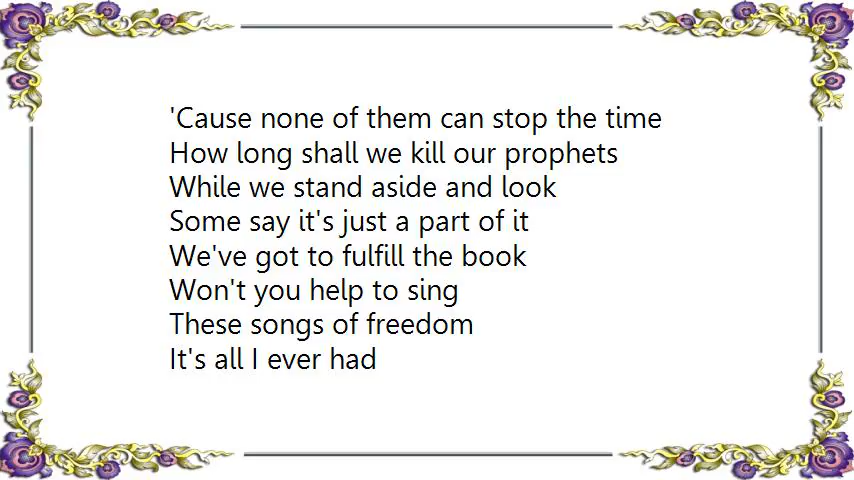 'Cause none of them can stop the time
How long shall we kill our prophets
While we stand aside and look
Some say it's just a part of it
We've got to fulfill the book
Won't you help to sing
These songs of freedom
It's all I ever had